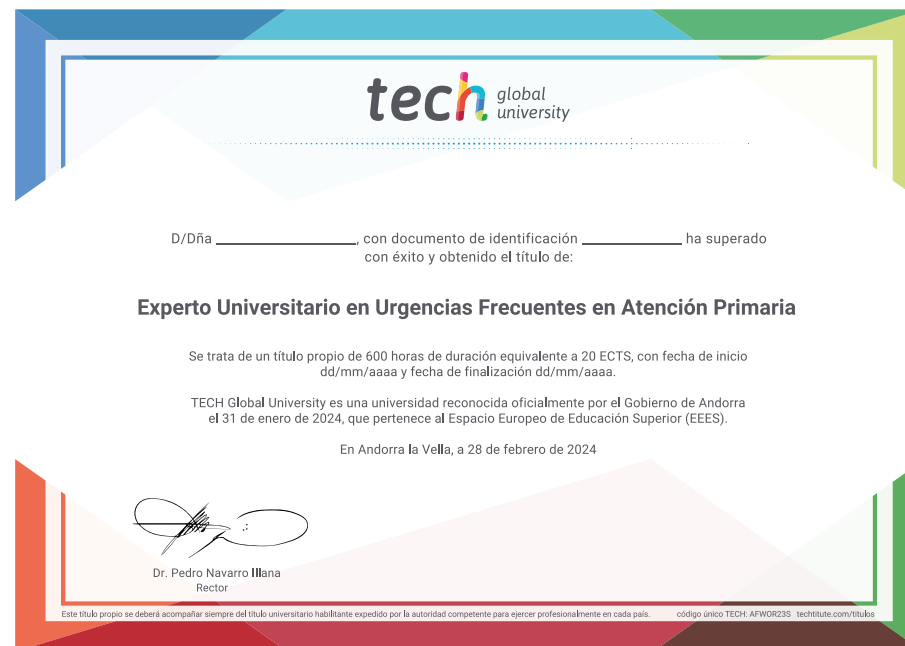 tech global university
D/Dña ____________________, con documento de identificación ______________ ha superado
con éxito y obtenido el título de:
Experto Universitario en Urgencias Frecuentes en Atención Primaria
Se trata de un título propio de 600 horas de duración equivalente a 20 ECTS, con fecha de inicio
dd/mm/aaaa y fecha de finalización dd/mm/aaaa.
TECH Global University es una universidad reconocida oficialmente por el Gobierno de Andorra
el 31 de enero de 2024, que pertenece al Espacio Europeo de Educación Superior (EEES).
En Andorra la Vella, a 28 de febrero de 2024
Dr. Pedro Navarro Illana
Rector
Este título propio se deberá acompañar siempre del título universitario habilitante expedido por la autoridad competente para ejercer profesionalmente en cada país. código único TECH: AFWOR23S techtitute.com/titulos